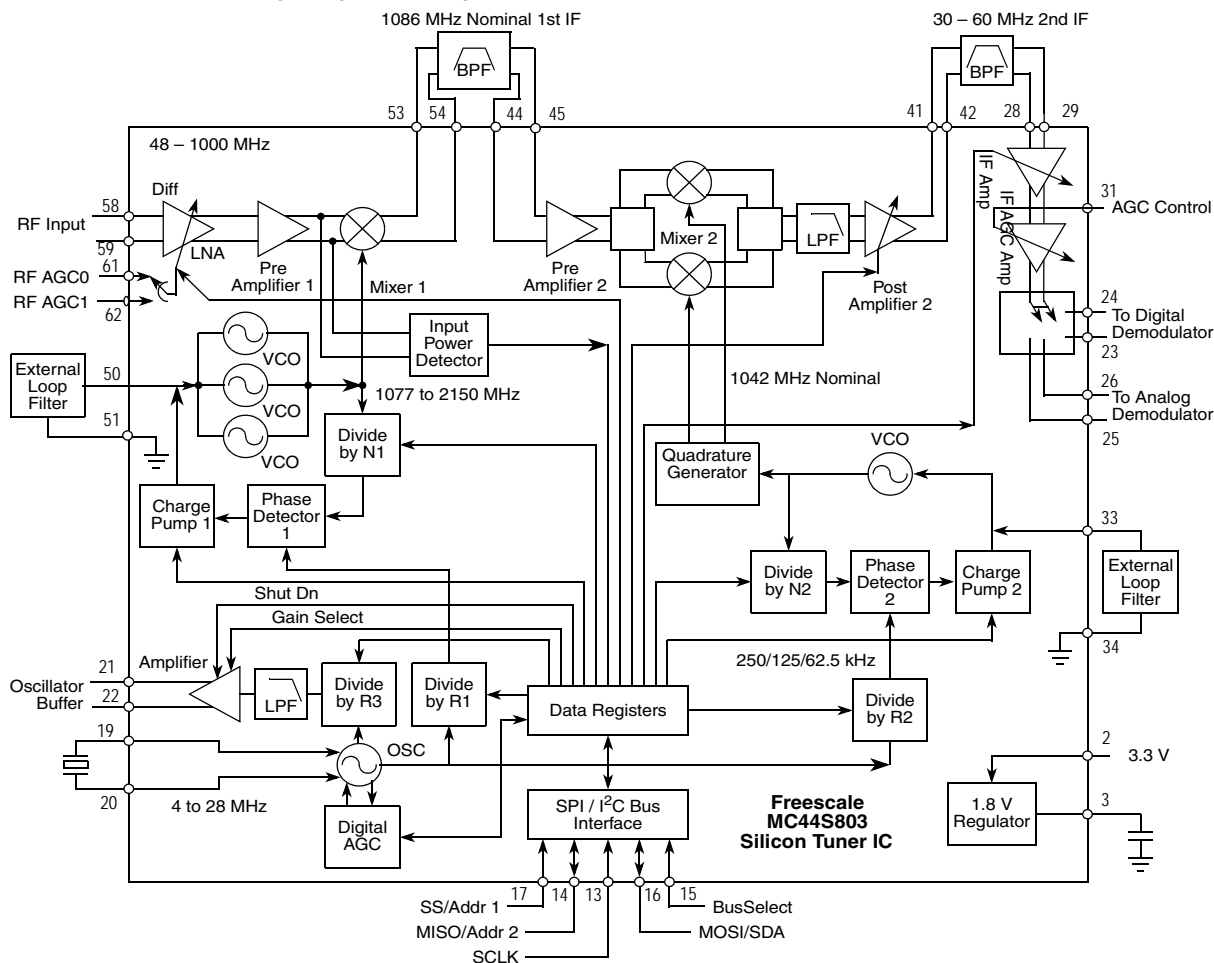 1086 MHz Nominal 1st IF
30 – 60 MHz 2nd IF
BPF
BPF
53
54
44
45
41
42
28
29
48 – 1000 MHz
Diff
58
RF Input
59
LNA
61
RF AGC0
RF AGC1
62
Pre
Amplifier 1
Mixer 1
Pre
Amplifier 2
Mixer 2
LPF
Post
Amplifier 2
IF Amp
IF AGC Amp
31
AGC Control
24
To Digital
Demodulator
23
26
To Analog
Demodulator
25
Input
Power
Detector
External
Loop
Filter
50
51
VCO
VCO
VCO
1077 to 2150 MHz
1042 MHz Nominal
Divide
by N1
Quadrature
Generator
VCO
Charge
Pump 1
Phase
Detector
1
33
Divide
by N2
Phase
Detector
2
Charge
Pump 2
External
Loop
Filter
34
Shut Dn
Gain Select
250/125/62.5 kHz
Amplifier
21
Oscillator
Buffer
22
LPF
Divide
by R3
Divide
by R1
Data Registers
Divide
by R2
19
OSC
20
4 to 28 MHz
Digital
AGC
SPI / I2C Bus
Interface
Freescale
MC44S803
Silicon Tuner IC
2
3.3 V
1.8 V
Regulator
3
17
14
13
16
15
SS/Addr 1
BusSelect
MISO/Addr 2
MOSI/SDA
SCLK